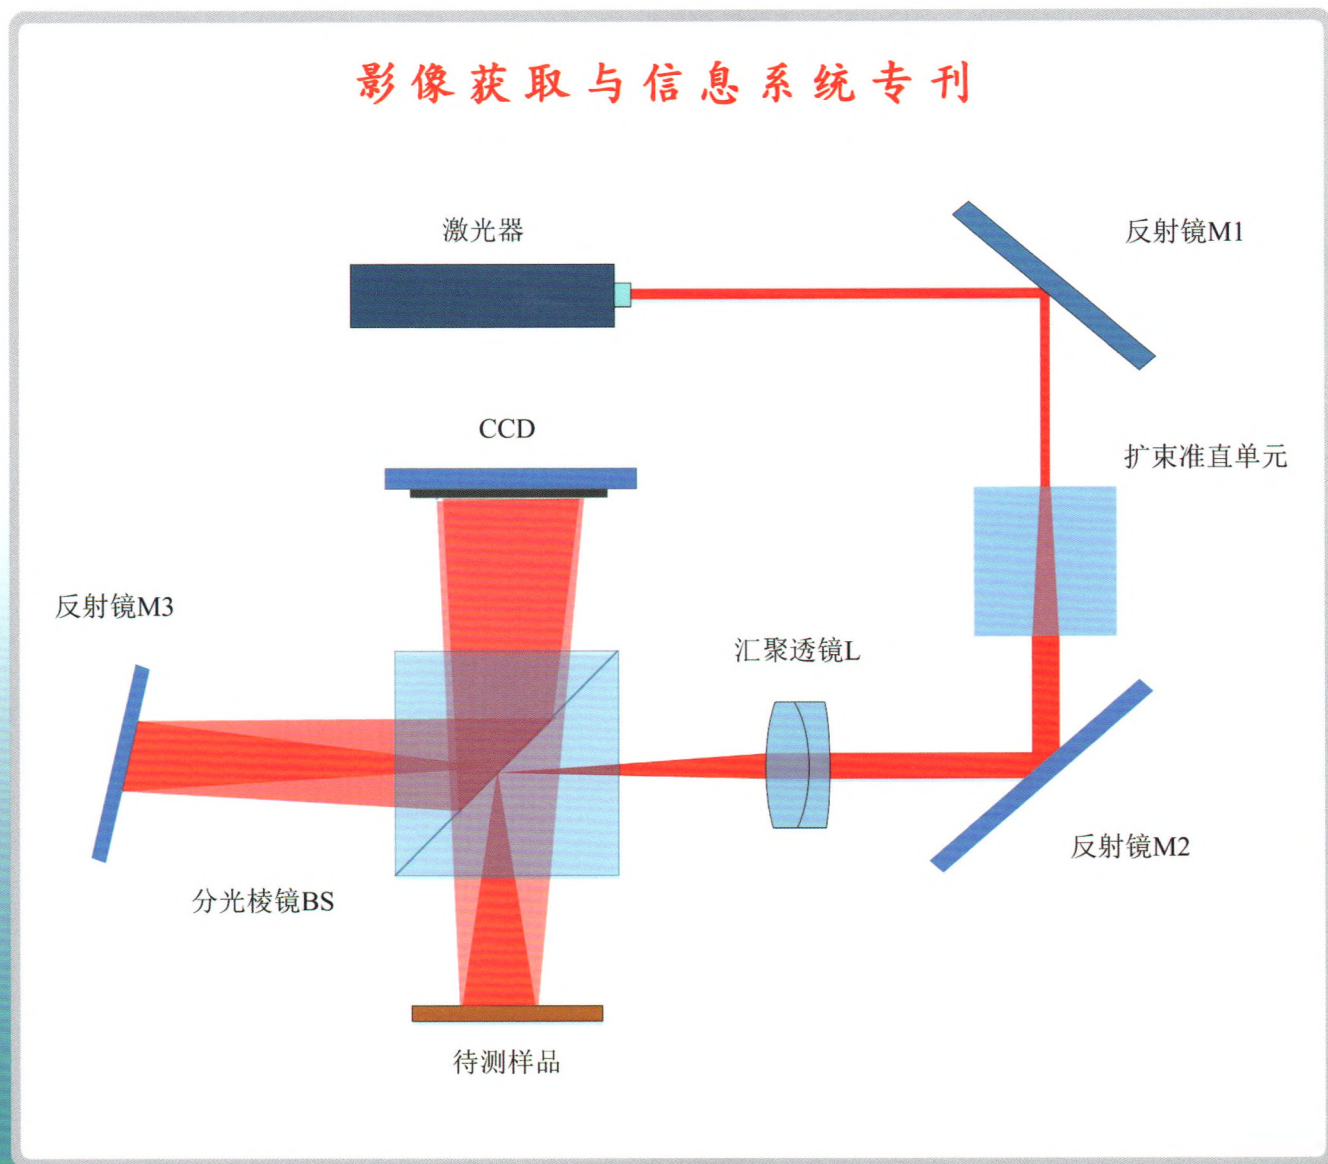 影像获取与信息系统专刊
激光器
反射镜M1
CCD
扩束准直单元
反射镜M3
汇聚透镜L
反射镜M2
分光棱镜BS
待测样品